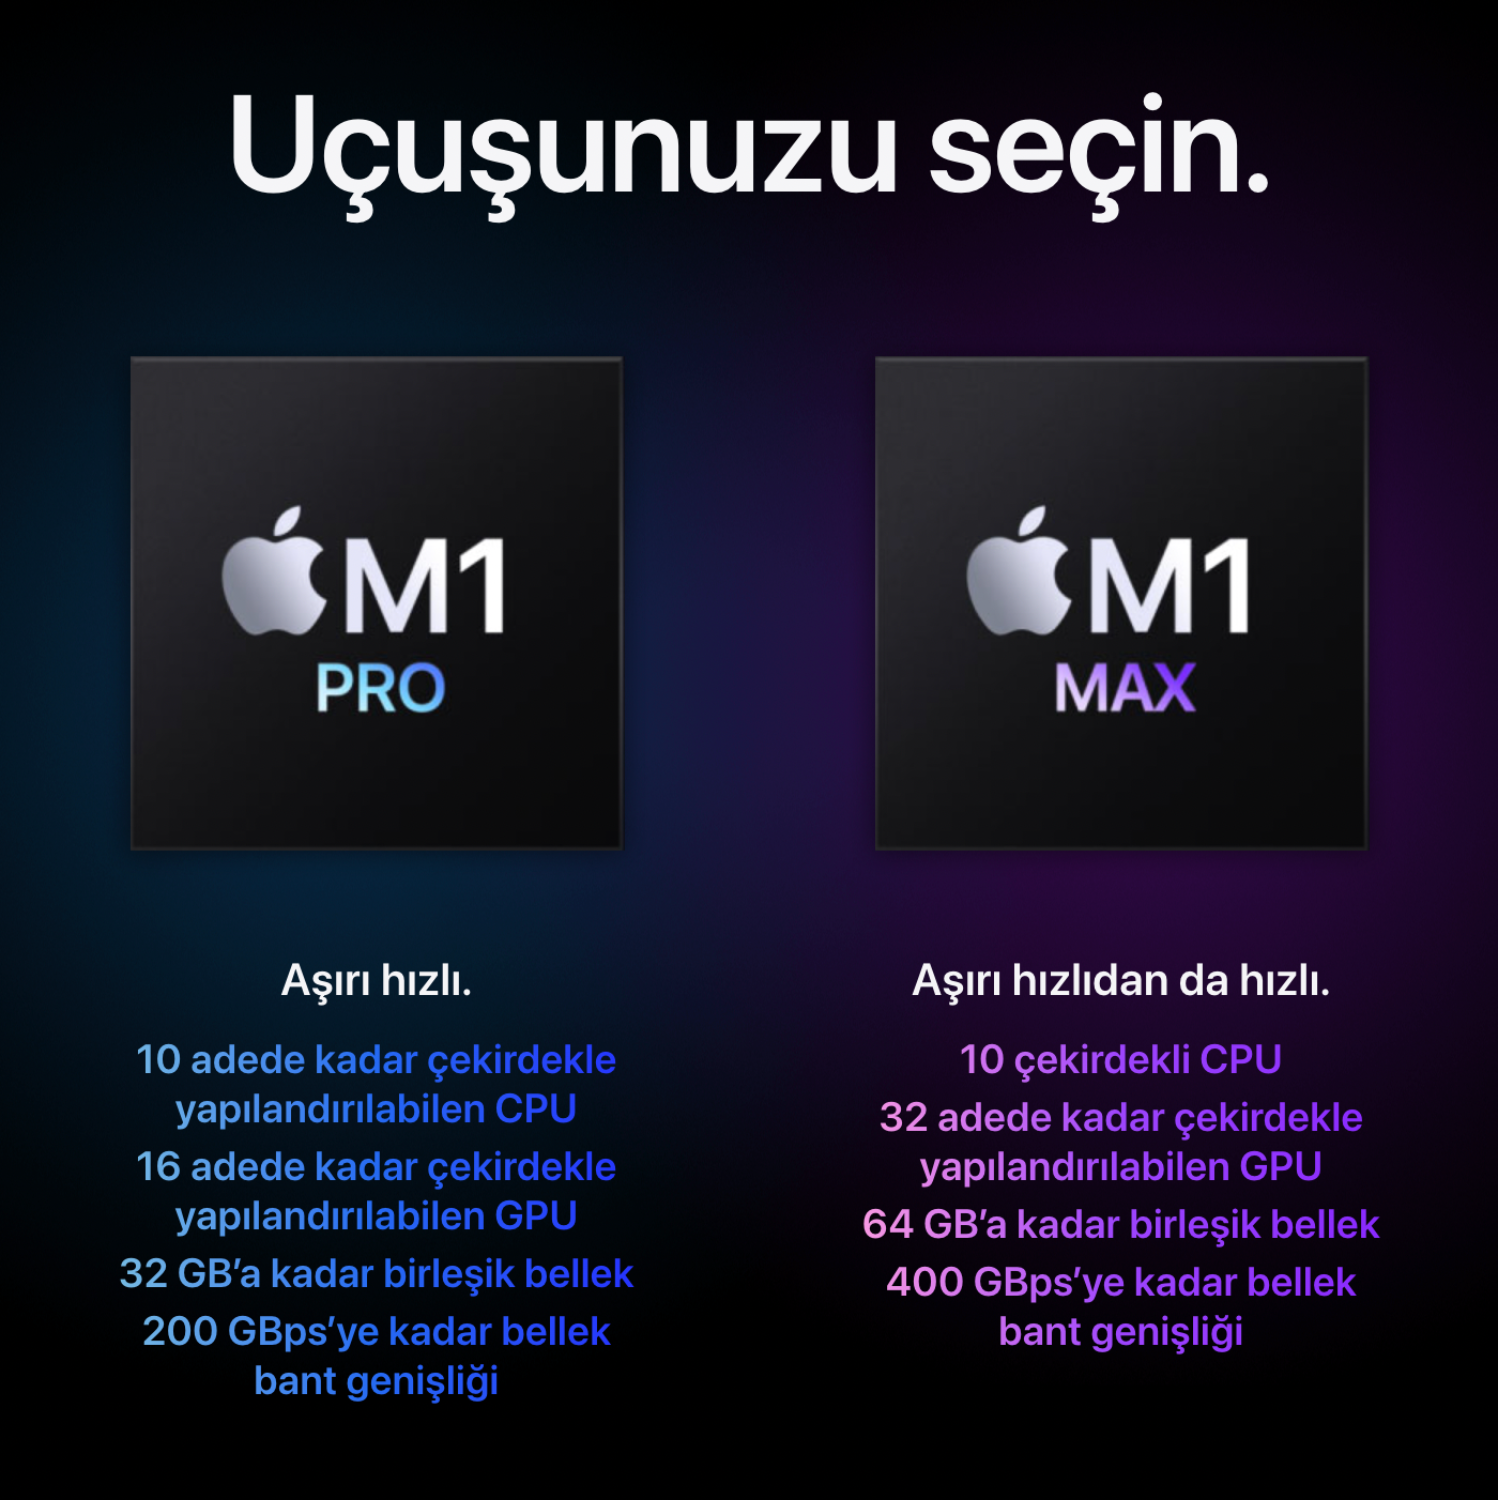 Uçuşunuzu seçin.
M1
PRO
Aşırı hızlı.
10 adede kadar çekirdekle
yapılandırılabilen CPU
16 adede kadar çekirdekle
yapılandırılabilen GPU
32 GB’a kadar birleşik bellek
200 GBps’ye kadar bellek
bant genişliği
M1
MAX
Aşırı hızlıdan da hızlı.
10 çekirdekli CPU
32 adede kadar çekirdekle
yapılandırılabilen GPU
64 GB’a kadar birleşik bellek
400 GBps’ye kadar bellek
bant genişliği